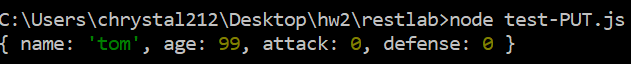 C:\Users\chrystal212\Desktop\hw2\restlab>node test-PUT.js
{ name: 'tom', age: 99, attack: 0, defense: 0 }